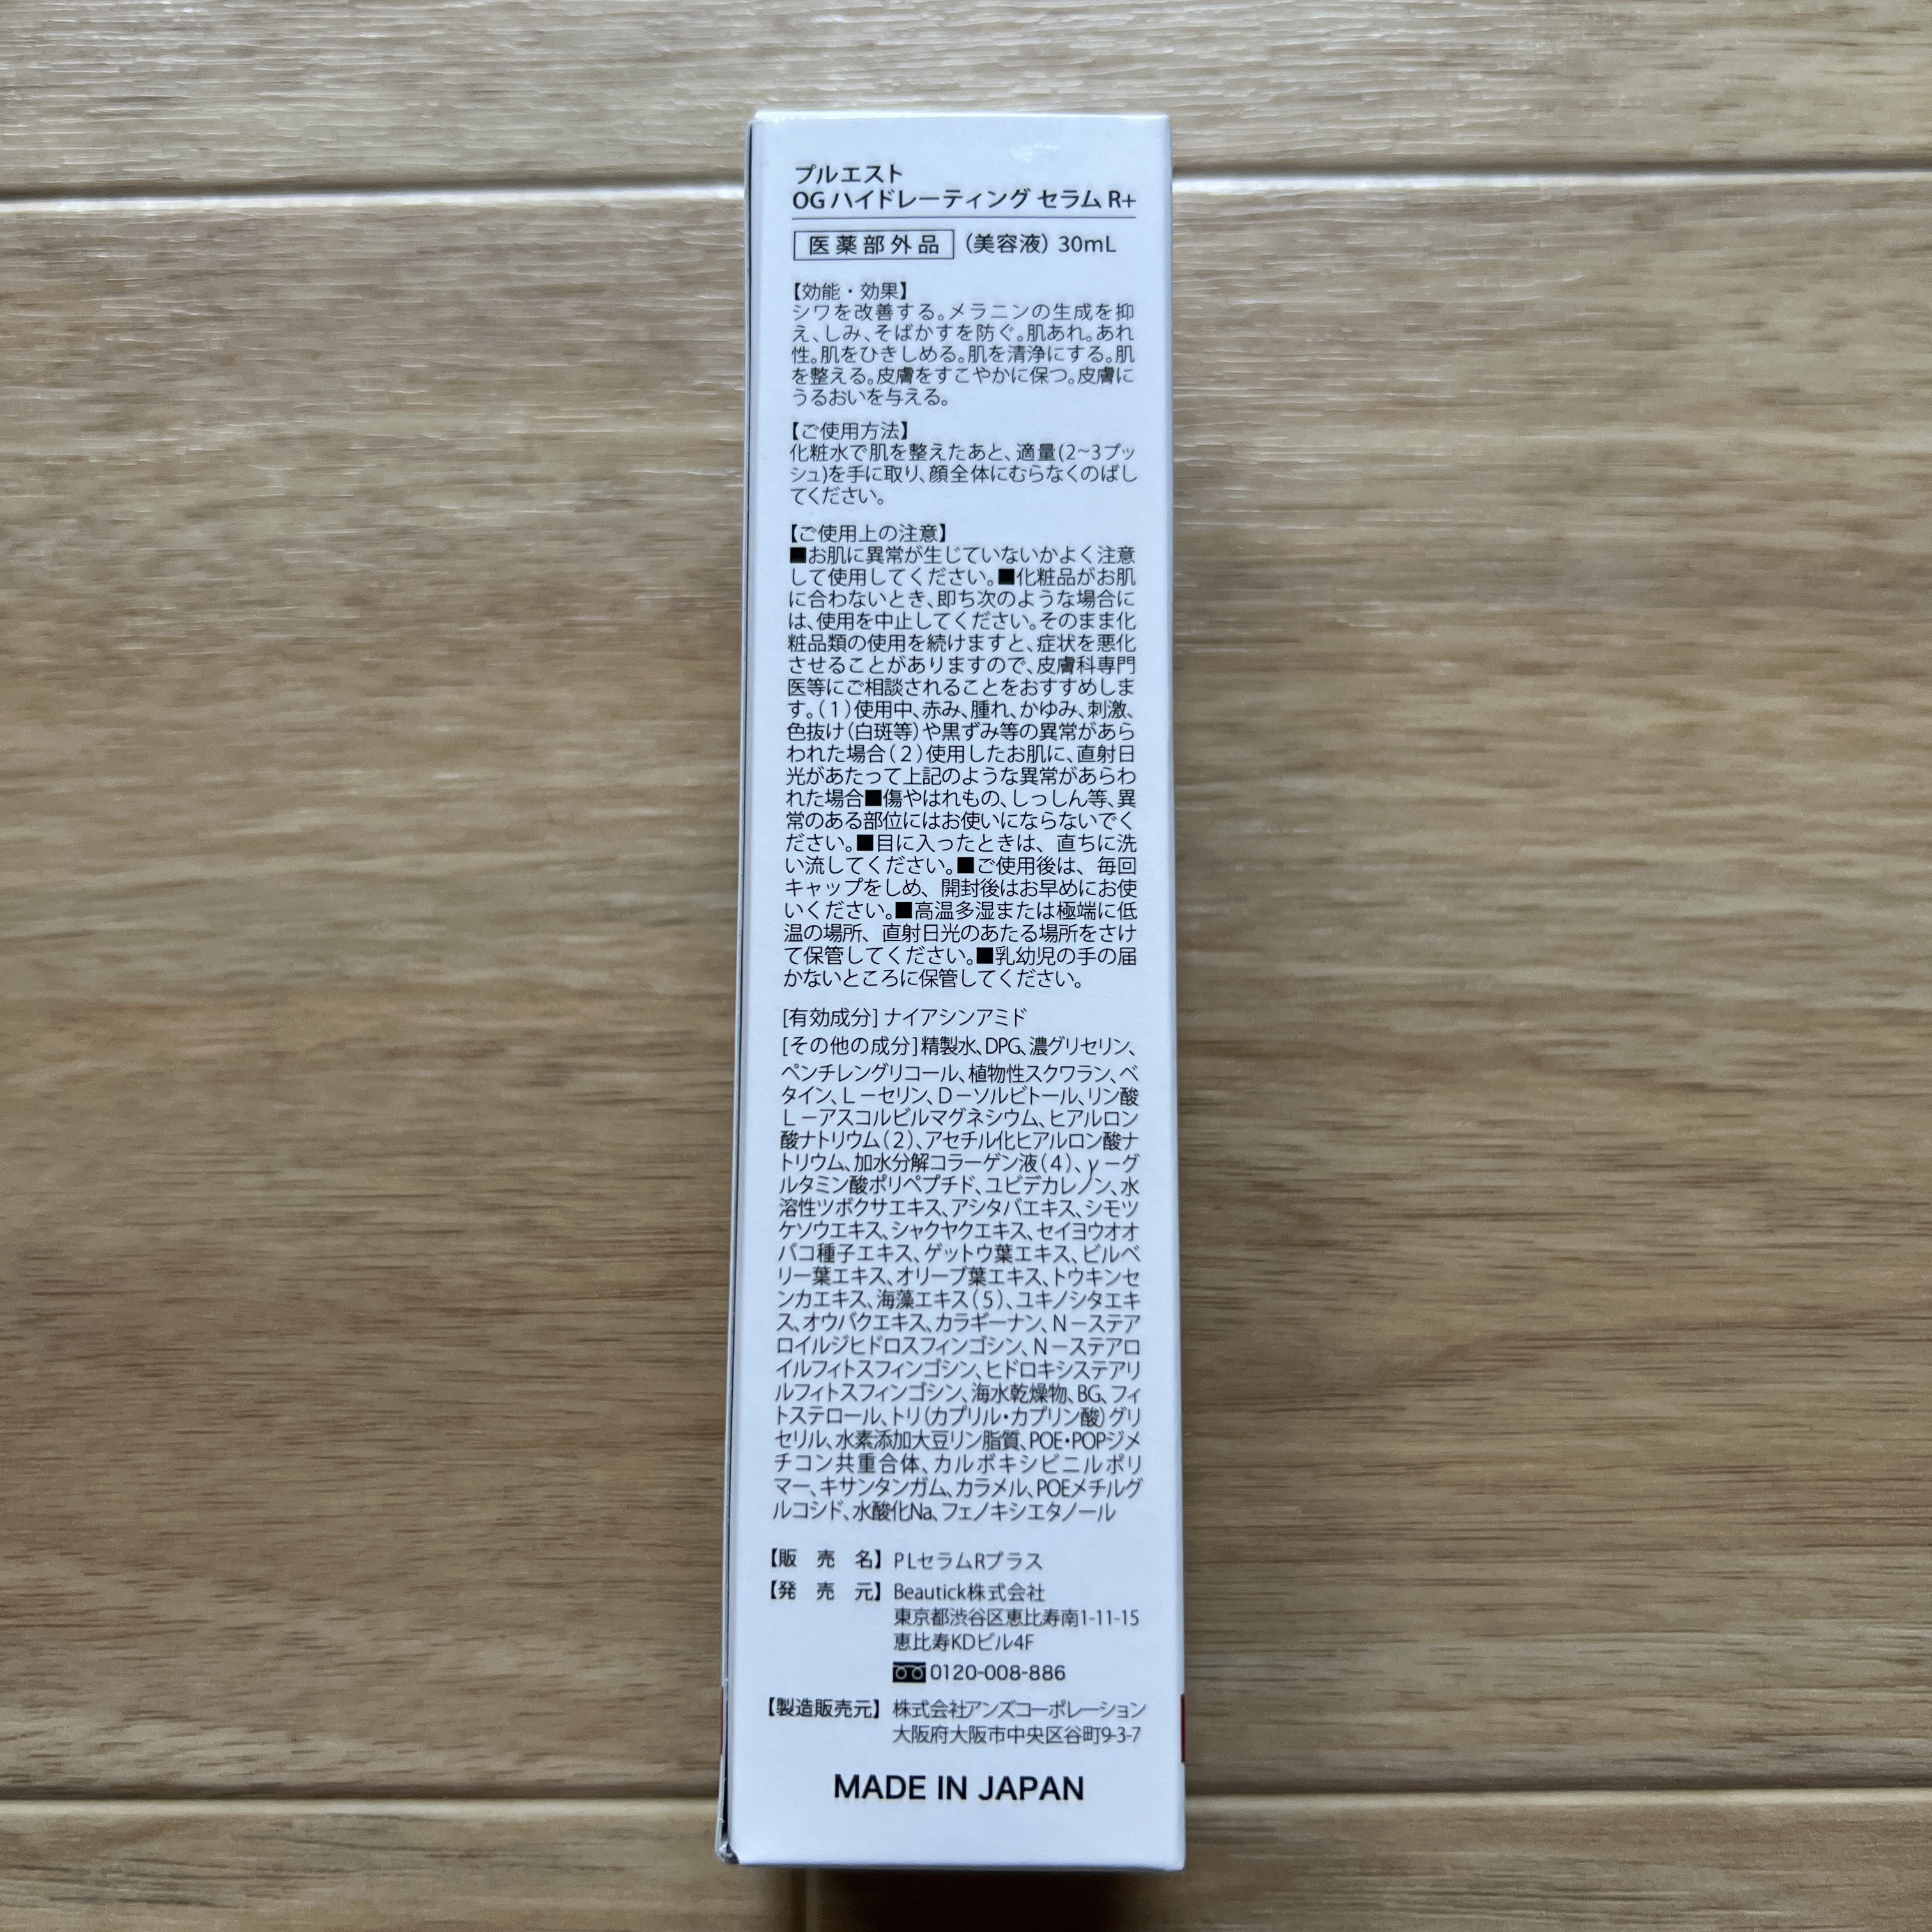 プルエスト
OG ハイドレーティング セラム R+
医薬部外品 (美容液) 30mL
【効能・効果】
シワを改善する。メラニンの生成を抑
え、しみ、そばかすを防ぐ。肌あれ。あれ
性。肌をひきしめる。肌を清浄にする。肌
を整える。皮膚をすこやかに保つ。皮膚に
うるおいを与える。
【ご使用方法】
化粧水で肌を整えたあと、適量(2~3プッ
シュ)を手に取り、顔全体にむらなくのばし
てください。
【ご使用上の注意】
■お肌に異常が生じていないかよく注意
して使用してください。■化粧品がお肌
に合わないとき、即ち次のような場合に
は、使用を中止してください。そのまま化
粧品類の使用を続けますと、症状を悪化
させることがありますので、皮膚科専門
医等にご相談されることをおすすめしま
す。(1)使用中、赤み、腫れ、かゆみ、刺激、
色抜け(白斑等)や黒ずみ等の異常があら
われた場合(2)使用したお肌に、直射日
光があたって上記のような異常があらわ
れた場合■傷やはれもの、しっしん等、異
常のある部位にはお使いにならないでく
ださい。■目に入ったときは、直ちに洗
い流してください。■ご使用後は、毎回
キャップをしめ、開封後はお早めにお使
いください。■高温多湿または極端に低
温の場所、直射日光のあたる場所をさけ
て保管してください。■乳幼児の手の届
かないところに保管してください。
[有効成分] ナイアシンアミド
[その他の成分]精製水、DPG、濃グリセリン、
ペンチレングリコール、植物性スクワラン、ベ
タイン、L－セリン、D－ソルビトール、リン酸
L－アスコルビルマグネシウム、ヒアルロン
酸ナトリウム(2)、アセチル化ヒアルロン酸ナ
トリウム、加水分解コラーゲン液(4)、γ－グ
ルタミン酸ポリペプチド、ユビデカレノン、水
溶性ツボクサエキス、アシタバエキス、シモツ
ケソウエキス、シャクヤクエキス、セイヨウオオ
バコ種子エキス、ゲットウ葉エキス、ビルベ
リー葉エキス、オリーブ葉エキス、トウキンセ
ンカエキス、海藻エキス(5)、ユキノシタエキ
ス、オウバクエキス、カラギーナン、N－ステア
ロイルジヒドロスフィンゴシン、N－ステアロ
イルフィトスフィンゴシン、ヒドロキシステアリ
ルフィトスフィンゴシン、海水乾燥物、BG、フィ
トステロール、トリ(カプリル・カプリン酸)グリ
セリル、水素添加大豆リン脂質、POE・POPジメ
チコン共重合体、カルボキシビニルポリ
マー、キサンタンガム、カラメル、POEメチルグ
ルコシド、水酸化Na、フェノキシエタノール
【販 売 名】 PLセラムRプラス
【発 売 元】 Beautick株式会社
東京都渋谷区恵比寿南1-11-15
恵比寿KDビル4F
0120-008-886
【製造販売元】 株式会社アンズコーポレーション
大阪府大阪市中央区谷町9-3-7
MADE IN JAPAN